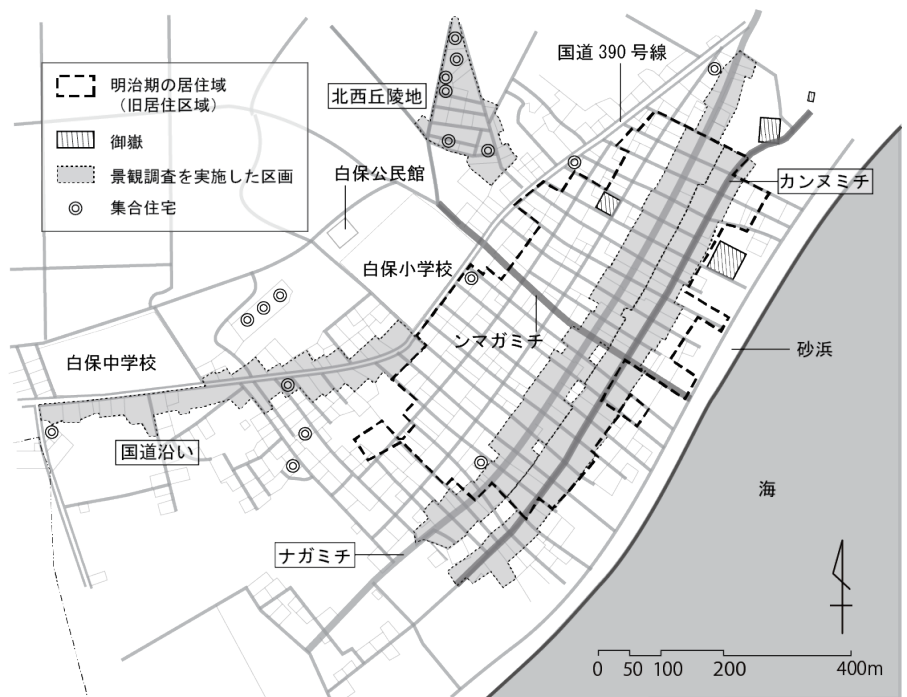 明治期の居住域
（旧居住区域）
御嶽
景観調査を実施した区画
集合住宅
北西丘陵地
国道390号線
白保公民館
カンヌミチ
白保小学校
ンマガミチ
白保中学校
砂浜
国道沿い
海
ナガミチ
0 50 100 200 400m